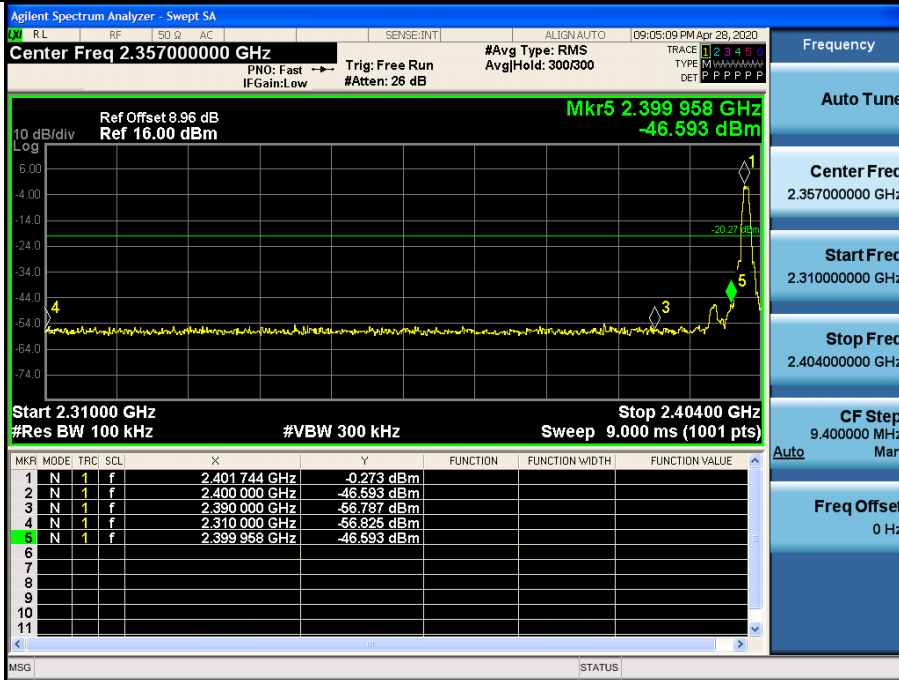 Agilent Spectrum Analyzer - Swept SA
LXI RL RF 50 Ω AC SENSE:INT ALIGN AUTO 09:05:09 PM Apr 28, 2020
Center Freq 2.357000000 GHz
PNO: Fast
IFGain:Low
Trig: Free Run
#Atten: 26 dB
#Avg Type: RMS
Avg|Hold: 300/300
TRACE 1 2 3 4 5 6
TYPE M W W W W W
DET P P P P P P
Mkr5 2.399 958 GHz
-46.593 dBm
Ref Offset 8.96 dB
10 dB/div Ref 16.00 dBm
Log
6.00
-4.00
-14.0
-24.0
-34.0
-44.0
-54.0
-64.0
-74.0
-20.27 dBm
1
5
4
3
Start 2.31000 GHz Stop 2.40400 GHz
#Res BW 100 kHz #VBW 300 kHz Sweep 9.000 ms (1001 pts)
MKR MODE TRC SCL X Y FUNCTION FUNCTION WIDTH FUNCTION VALUE
1 N 1 f 2.401 744 GHz -0.273 dBm
2 N 1 f 2.400 000 GHz -46.593 dBm
3 N 1 f 2.390 000 GHz -56.787 dBm
4 N 1 f 2.310 000 GHz -56.825 dBm
5 N 1 f 2.399 958 GHz -46.593 dBm
6
7
8
9
10
11
MSG STATUS
Frequency
Auto Tune
Center Freq
2.357000000 GHz
Start Freq
2.310000000 GHz
Stop Freq
2.404000000 GHz
CF Step
9.400000 MHz
Auto Man
Freq Offset
0 Hz